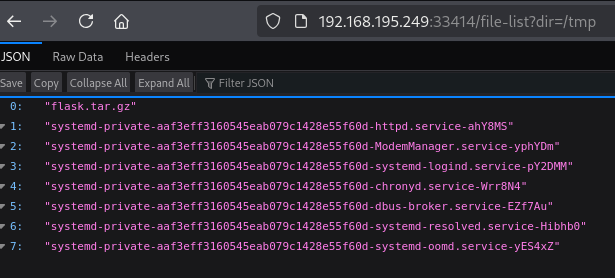 192.168.195.249:33414/file-list?dir=/tmp
JSON Raw Data Headers
Save Copy Collapse All Expand All Filter JSON
0: "flask.tar.gz"
1: "systemd-private-aaf3eff3160545eab079c1428e55f60d-httpd.service-ahY8MS"
2: "systemd-private-aaf3eff3160545eab079c1428e55f60d-ModemManager.service-yphYDm"
3: "systemd-private-aaf3eff3160545eab079c1428e55f60d-systemd-logind.service-pY2DMM"
4: "systemd-private-aaf3eff3160545eab079c1428e55f60d-chronyd.service-Wrr8N4"
5: "systemd-private-aaf3eff3160545eab079c1428e55f60d-dbus-broker.service-EZf7Au"
6: "systemd-private-aaf3eff3160545eab079c1428e55f60d-systemd-resolved.service-Hibhb0"
7: "systemd-private-aaf3eff3160545eab079c1428e55f60d-systemd-oomd.service-yES4xZ"